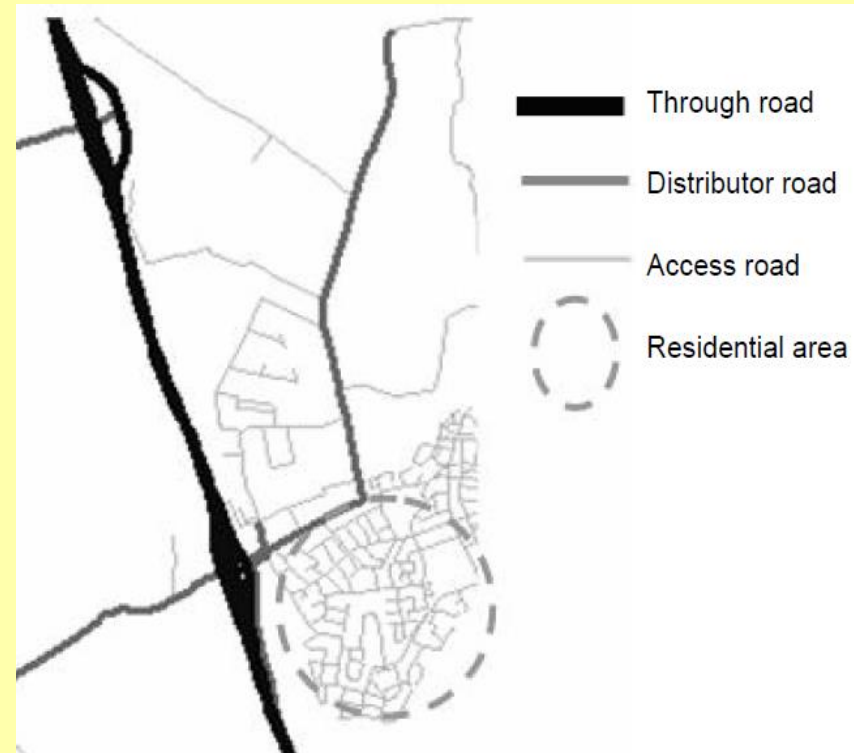 Through road
Distributor road
Access road
Residential area